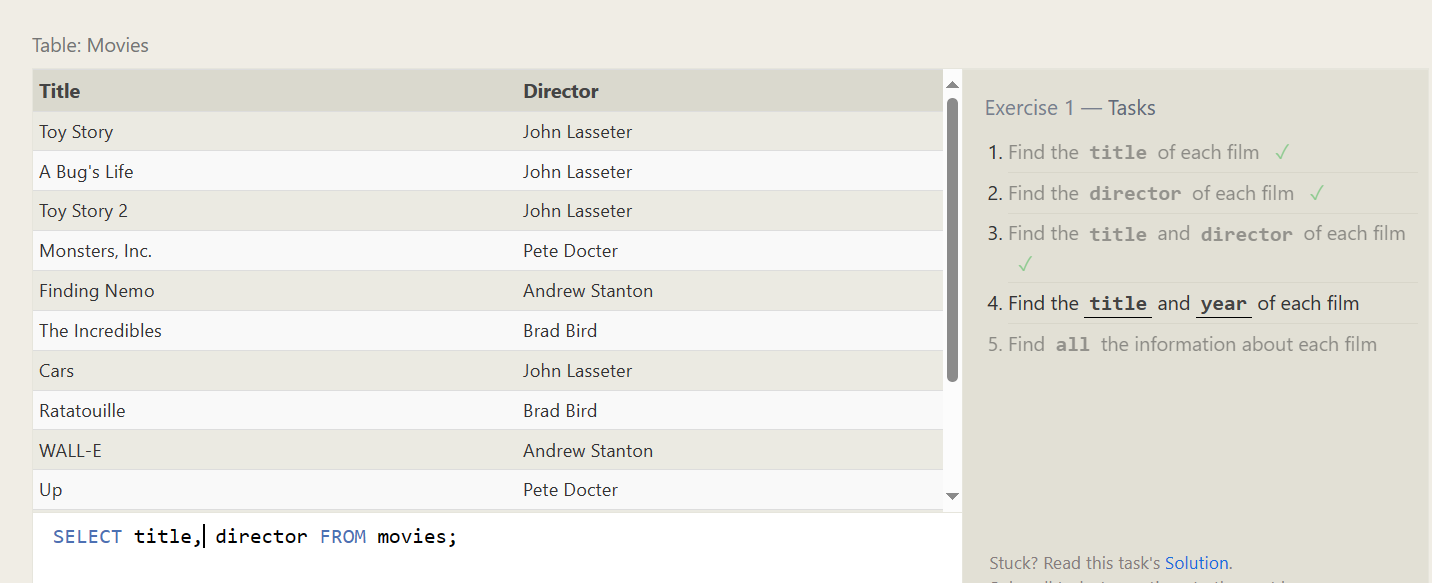 Table: Movies
Title Director
Toy Story John Lasseter
A Bug's Life John Lasseter
Toy Story 2 John Lasseter
Monsters, Inc. Pete Docter
Finding Nemo Andrew Stanton
The Incredibles Brad Bird
Cars John Lasseter
Ratatouille Brad Bird
WALL-E Andrew Stanton
Up Pete Docter
SELECT title, director FROM movies;
Exercise 1 — Tasks
1. Find the title of each film ✓
2. Find the director of each film ✓
3. Find the title and director of each film
✓
4. Find the title and year of each film
5. Find all the information about each film
Stuck? Read this task's Solution.